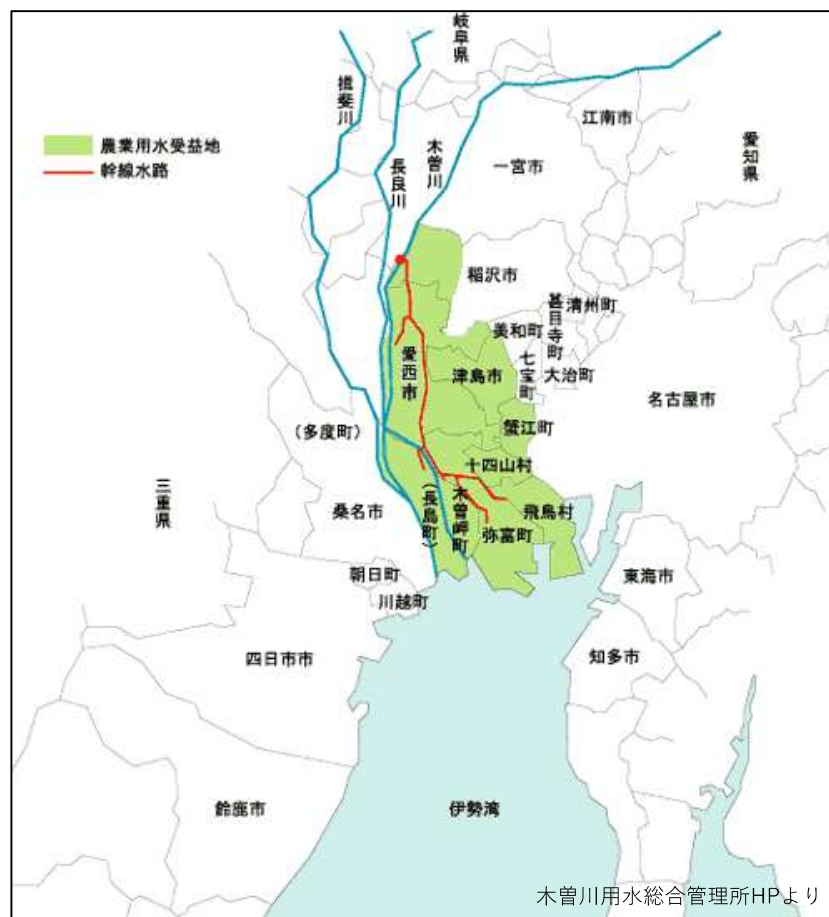 岐阜県
揖斐川
長良川
木曽川
江南市
一宮市
愛知県
農業用水受益地
幹線水路
稲沢市
甚目寺町
清州町
美和町
七宝町
大治町
愛西市
津島市
名古屋市
(多度町)
蟹江町
十四山村
三重県
桑名市
(長島町)
木曽岬町
飛島村
弥富町
朝日町
川越町
東海市
四日市市
知多市
鈴鹿市
伊勢湾
木曽川用水総合管理所HPより